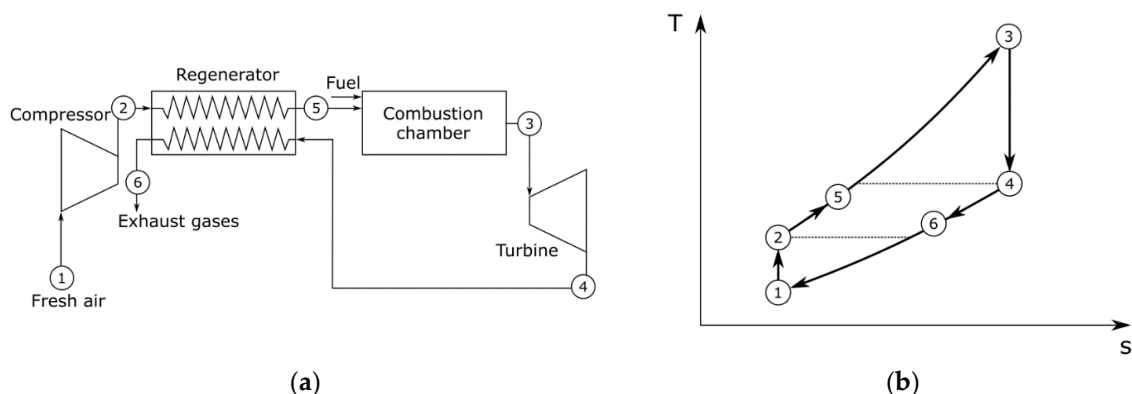 Regenerator
Compressor
2
5
Fuel
Combustion
chamber
3
6
Exhaust gases
1
Fresh air
Turbine
4
(a)
T
3
4
5
6
2
1
s
(b)